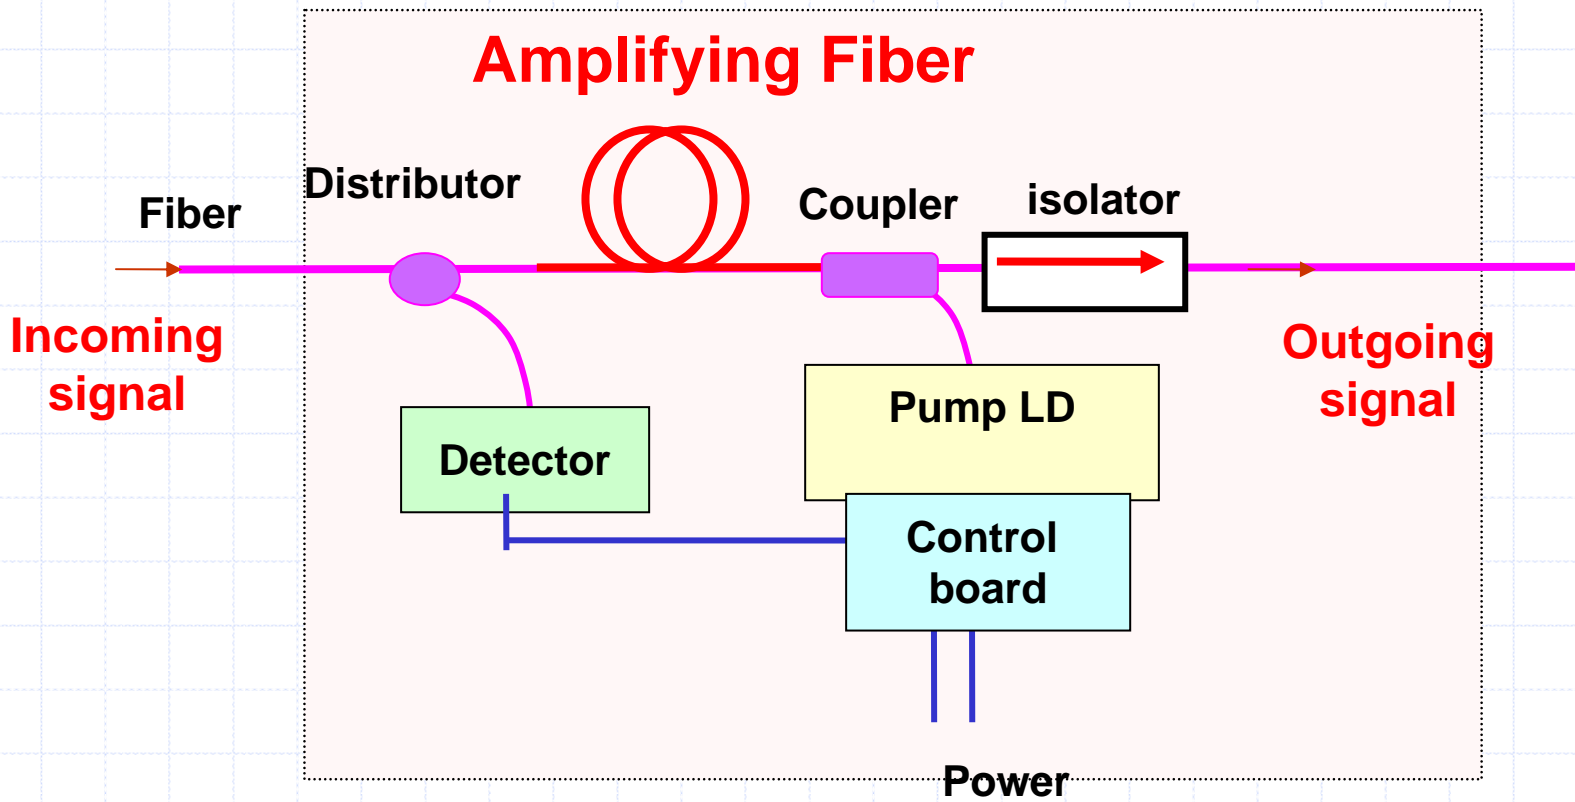 Amplifying Fiber
Distributor
Fiber
Coupler
isolator
Incoming
signal
Outgoing
signal
Pump LD
Detector
Control
board
Power